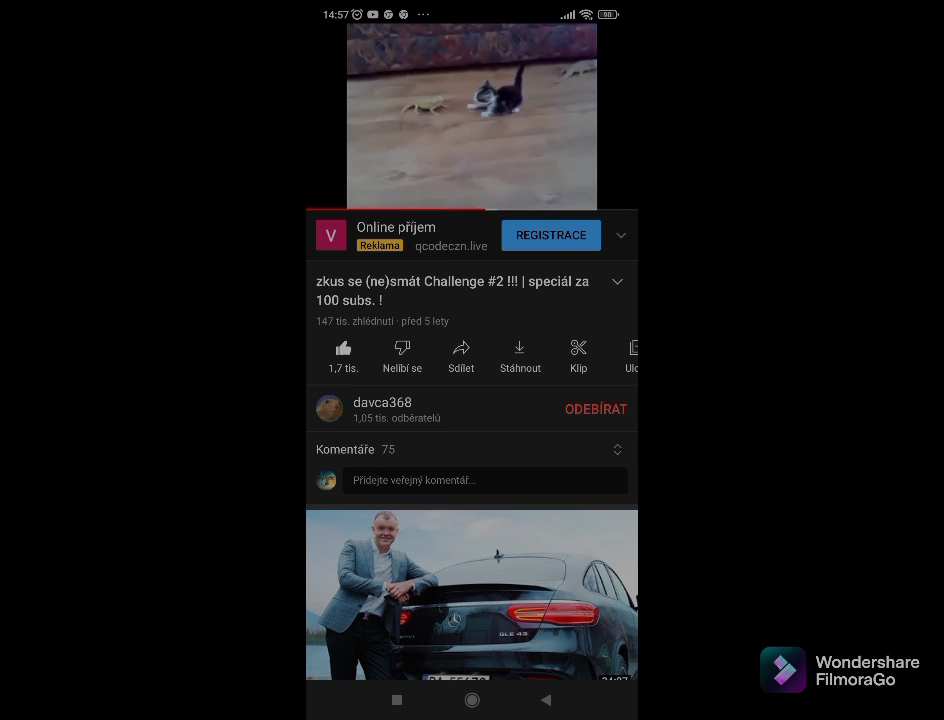 14:57 90
Online příjem
V
Reklama qcodeczn.live
REGISTRACE
zkus se (ne)smát Challenge #2 !!! | speciál za
100 subs. !
147 tis. zhlédnutí · před 5 lety
1,7 tis. Nelíbí se Sdílet Stáhnout Klip Ulo
davca368
1,05 tis. odběratelů
ODEBÍRAT
Komentáře 75
Přidejte veřejný komentář...
GLE 43
Wondershare
FilmoraGo